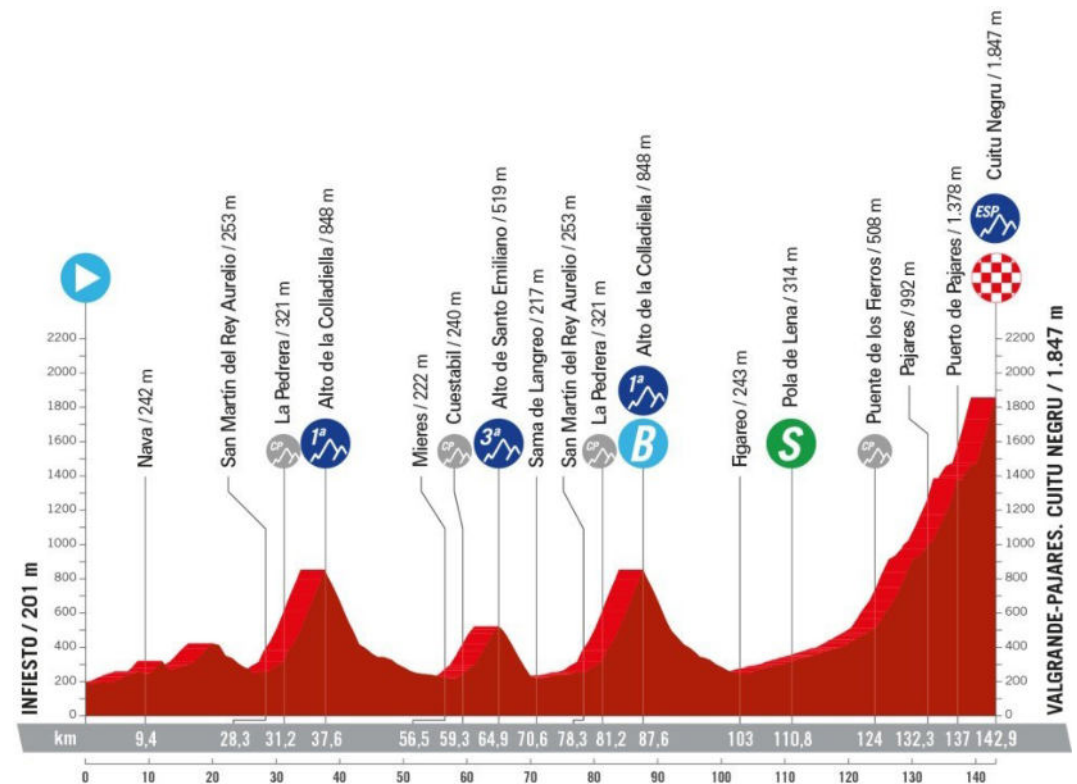 Nava / 242 m
San Martín del Rey Aurelio / 253 m
La Pedrera / 321 m
CP
Alto de la Colladiella / 848 m
1ª
Mieres / 222 m
Cuestabil / 240 m
CP
Alto de Santo Emiliano / 519 m
3ª
Sama de Langreo / 217 m
San Martín del Rey Aurelio / 253 m
La Pedrera / 321 m
CP
Alto de la Colladiella / 848 m
1ª
B
Figareo / 243 m
Pola de Lena / 314 m
S
Puente de los Fierros / 508 m
CP
Pajares / 992 m
Puerto de Pajares / 1.378 m
Cuitu Negru / 1.847 m
ESP
INFIESTO / 201 m
2200
2000
1800
1600
1400
1200
1000
800
600
400
200
0
2200
2000
1800
1600
1400
1200
1000
800
600
400
200
0
VALGRANDE-PAJARES. CUITU NEGRU / 1.847 m
km 9,4 28,3 31,2 37,6 56,5 59,3 64,9 70,6 78,3 81,2 87,6 103 110,8 124 132,3 137 142,9
0 10 20 30 40 50 60 70 80 90 100 110 120 130 140